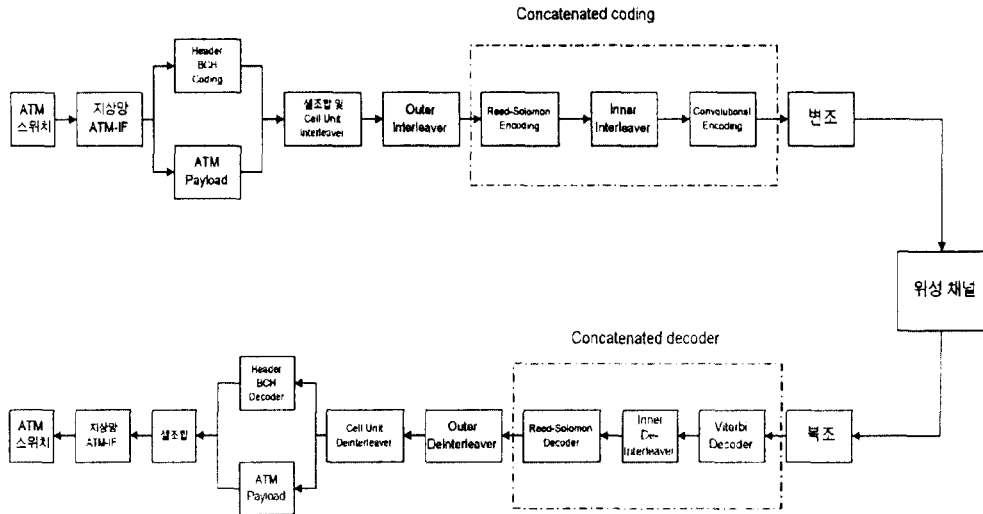 Concatenated coding
Header
BCH
Coding
ATM
스위치
지상망
ATM-IF
ATM
Payload
셀조합 및
Cell Unit
Interleaver
Outer
Interleaver
Reed-Solomon
Encoding
Inner
Interleaver
Convolutional
Encoding
변조
위성 채널
Concatenated decoder
Header
BCH
Decoder
ATM
스위치
지상망
ATM-IF
셀조합
ATM
Payload
Cell Unit
Deinterleaver
Outer
Deinterleaver
Reed-Solomon
Decoder
Inner
De-
Interleaver
Viterbi
Decoder
복조